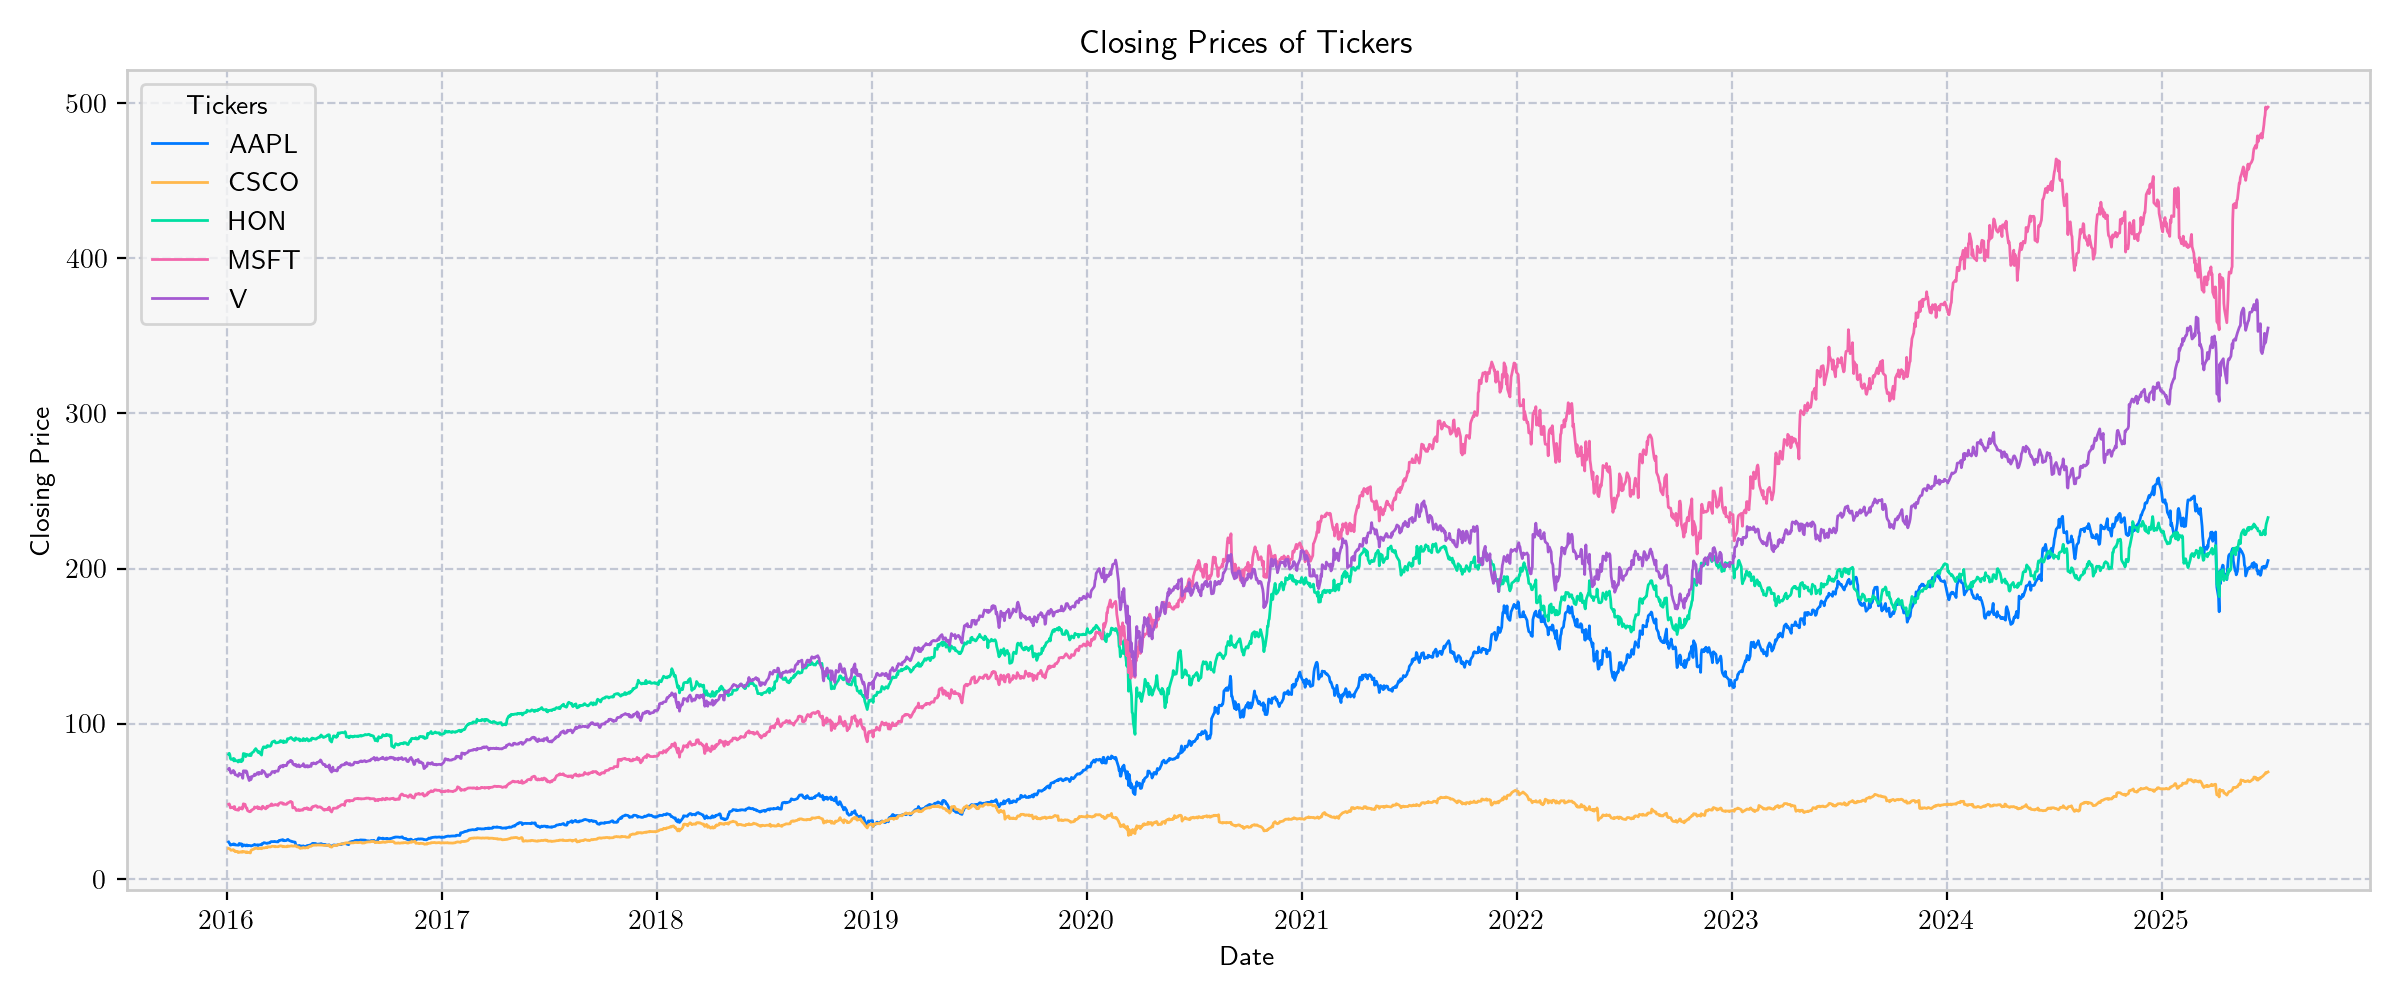 Closing Prices of Tickers
Tickers
AAPL
CSCO
HON
MSFT
V
Closing Price
500
400
300
200
100
0
2016 2017 2018 2019 2020 2021 2022 2023 2024 2025
Date